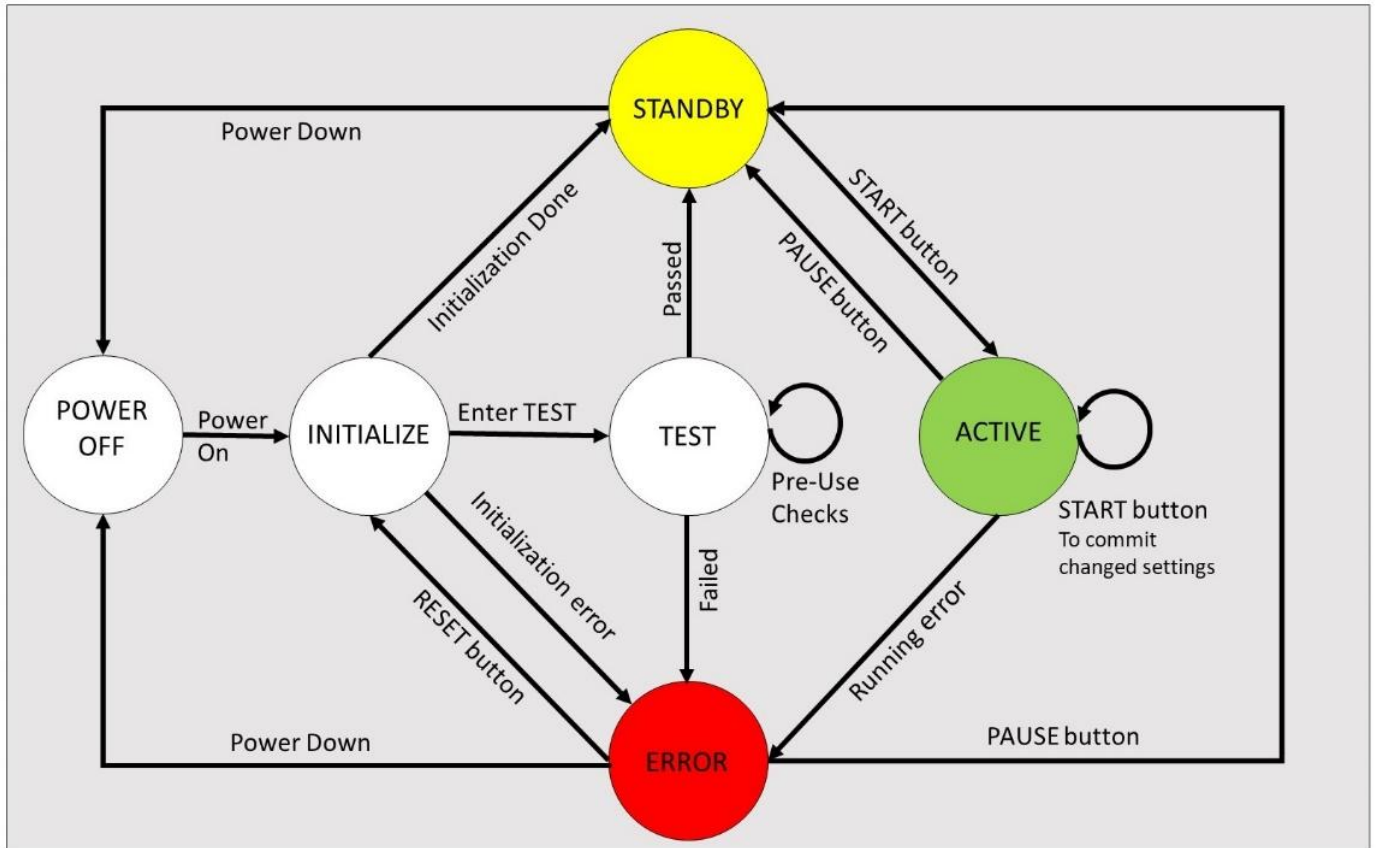 STANDBY
Power Down
START button
Initialization Done
PAUSE button
Passed
POWER
OFF
Power
On
INITIALIZE
Enter TEST
TEST
ACTIVE
Pre-Use
Checks
START button
To commit
changed settings
Initialization error
RESET button
Failed
Running error
Power Down
ERROR
PAUSE button